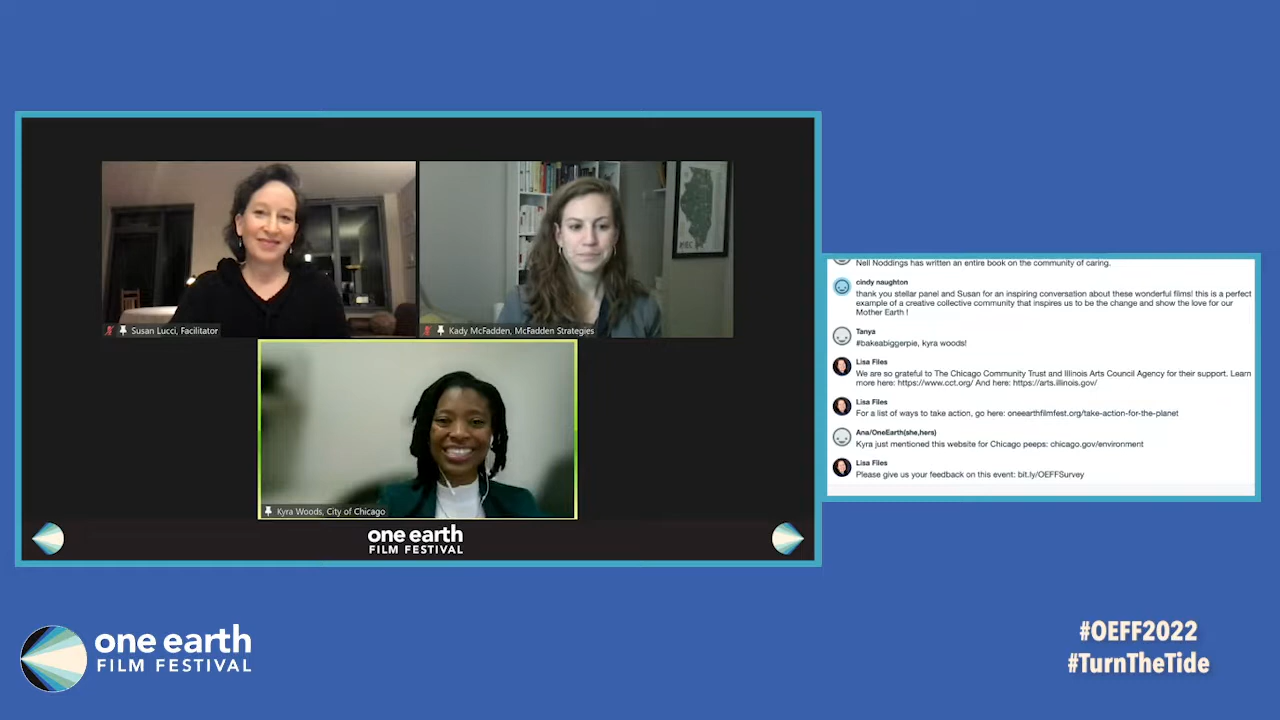 Susan Lucci, Facilitator
Kady McFadden, McFadden Strategies
Kyra Woods, City of Chicago
one earth
FILM FESTIVAL
Nell Noddings has written an entire book on the community of caring.
cindy naughton
thank you stellar panel and Susan for an inspiring conversation about these wonderful films! this is a perfect
example of a creative collective community that inspires us to be the change and show the love for our
Mother Earth !
Tanya
#bakeabiggerpie, kyra woods!
Lisa Files
We are so grateful to The Chicago Community Trust and Illinois Arts Council Agency for their support. Learn
more here: https://www.cct.org/ And here: https://arts.illinois.gov/
Lisa Files
For a list of ways to take action, go here: oneearthfilmfest.org/take-action-for-the-planet
Ana/OneEarth(she,hers)
Kyra just mentioned this website for Chicago peeps: chicago.gov/environment
Lisa Files
Please give us your feedback on this event: bit.ly/OEFFSurvey
one earth
FILM FESTIVAL
#OEFF2022
#TurnTheTide